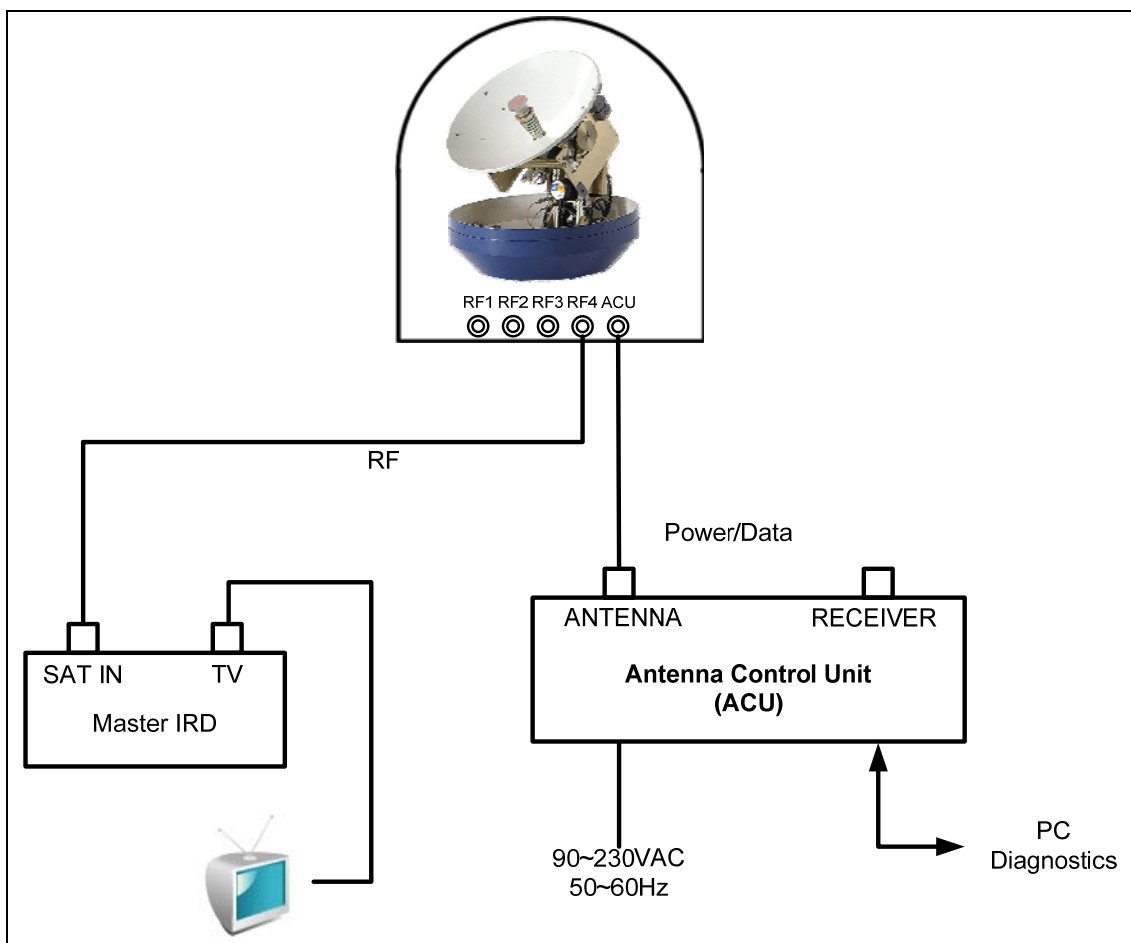 RF1 RF2 RF3 RF4 ACU
RF
Power/Data
ANTENNA RECEIVER
Antenna Control Unit
(ACU)
SAT IN TV
Master IRD
90~230VAC
50~60Hz
PC
Diagnostics